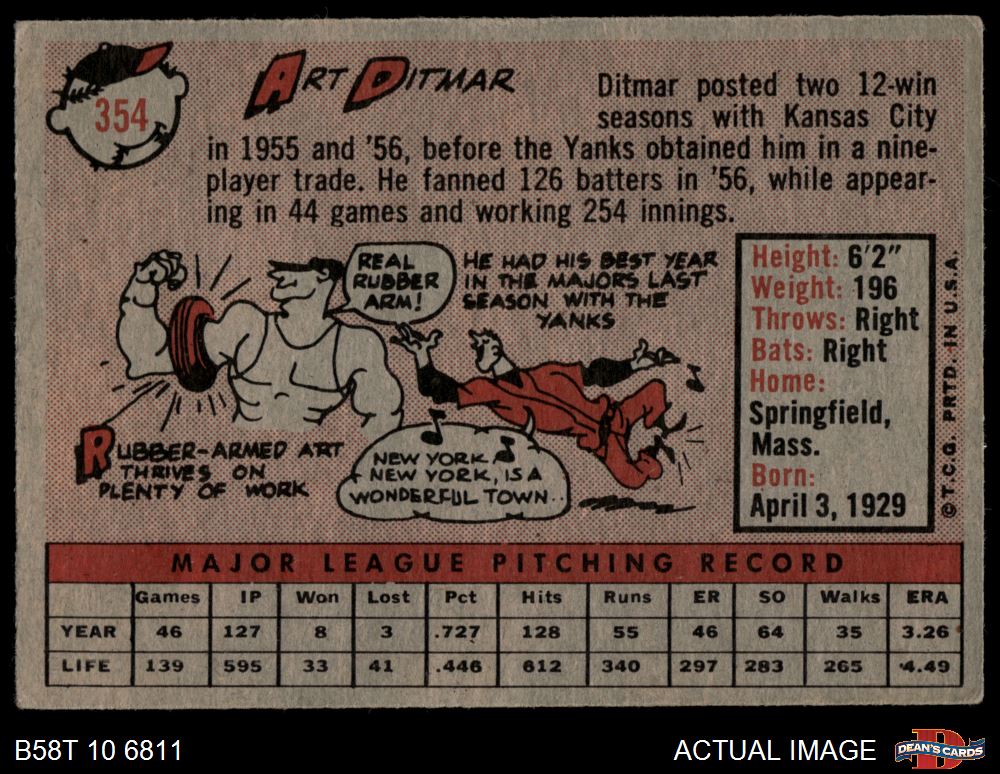 354
ART DITMAR
Ditmar posted two 12-win
seasons with Kansas City
in 1955 and '56, before the Yanks obtained him in a nine-
player trade. He fanned 126 batters in '56, while appear-
ing in 44 games and working 254 innings.
REAL
RUBBER
ARM!
HE HAD HIS BEST YEAR
IN THE MAJORS LAST
SEASON WITH THE
YANKS
RUBBER-ARMED ART
THRIVES ON
PLENTY OF WORK
NEW YORK
NEW YORK, IS A
WONDERFUL TOWN..
Height: 6'2"
Weight: 196
Throws: Right
Bats: Right
Home:
Springfield,
Mass.
Born:
April 3, 1929
© T.C.G. PRTD. IN U.S.A.
MAJOR LEAGUE PITCHING RECORD
Games IP Won Lost Pct Hits Runs ER SO Walks ERA
YEAR 46 127 8 3 .727 128 55 46 64 35 3.26
LIFE 139 595 33 41 .446 612 340 297 283 265 4.49
B58T 10 6811
ACTUAL IMAGE
DEAN'S CARDS